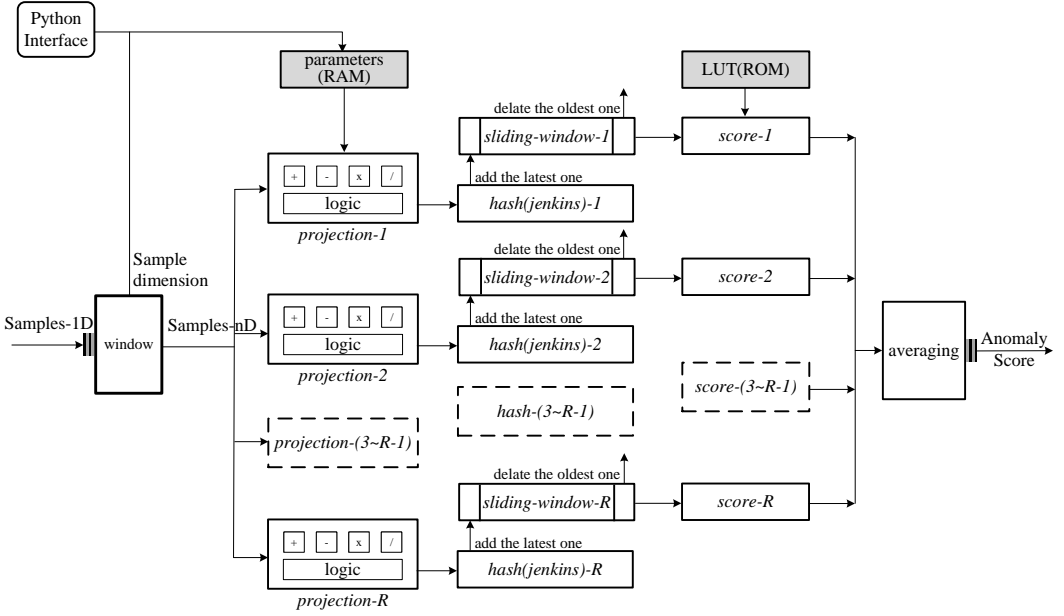 Python
Interface
parameters
(RAM)
LUT(ROM)
delate the oldest one
sliding-window-1
score-1
add the latest one
+ - x /
logic
hash(jenkins)-1
projection-1
delate the oldest one
Sample
dimension
sliding-window-2
score-2
Samples-1D
window
Samples-nD
+ - x /
logic
add the latest one
hash(jenkins)-2
projection-2
averaging
Anomaly
Score
score-(3~R-1)
hash-(3~R-1)
projection-(3~R-1)
delate the oldest one
sliding-window-R
score-R
add the latest one
+ - x /
logic
hash(jenkins)-R
projection-R